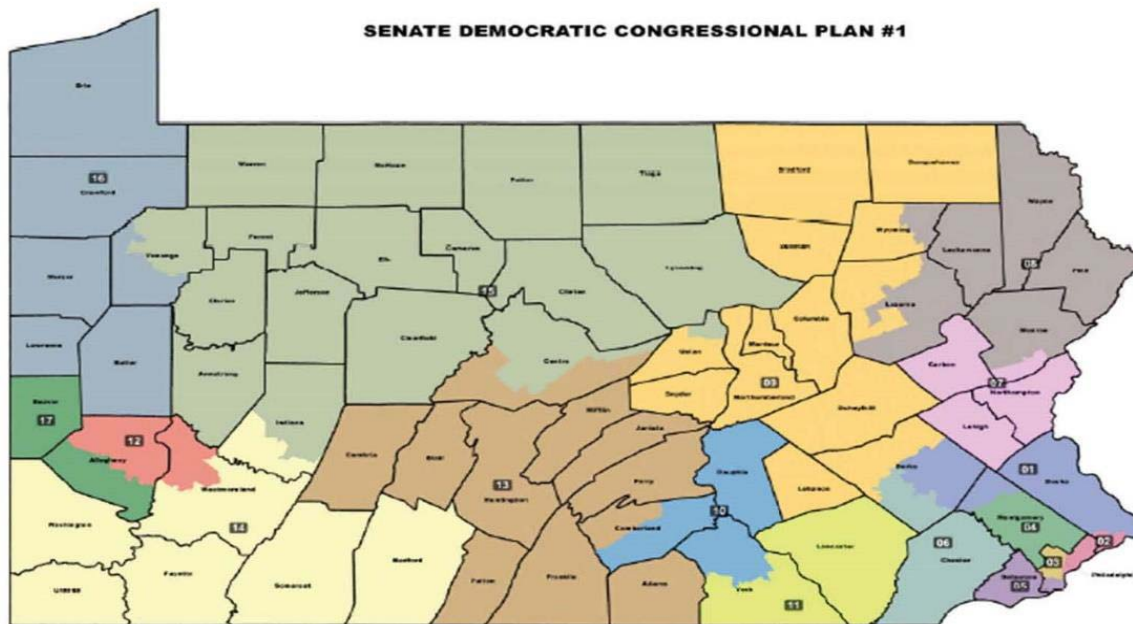 SENATE DEMOCRATIC CONGRESSIONAL PLAN #1
Erie
Warren
McKean
Potter
Tioga
Bradford
Susquehanna
Wayne
16
Crawford
Wyoming
Lackawanna
Venango
Forest
Cameron
Sullivan
08
Pike
Mercer
Elk
Lycoming
Clarion
Jefferson
15
Clinton
Luzerne
Columbia
Monroe
Lawrence
Butler
Clearfield
Centre
Union
Montour
Carbon
Armstrong
09
07
Snyder
Northumberland
Northampton
Beaver
17
Mifflin
Schuylkill
Indiana
Lehigh
12
Allegheny
Juniata
Cambria
Blair
Dauphin
Berks
01
Bucks
13
Huntingdon
Perry
Lebanon
Westmoreland
Montgomery
Washington
14
Cumberland
10
04
06
02
Bedford
Lancaster
Chester
03
Philadelphia
Fayette
Somerset
Fulton
Franklin
Adams
York
Delaware
05
11